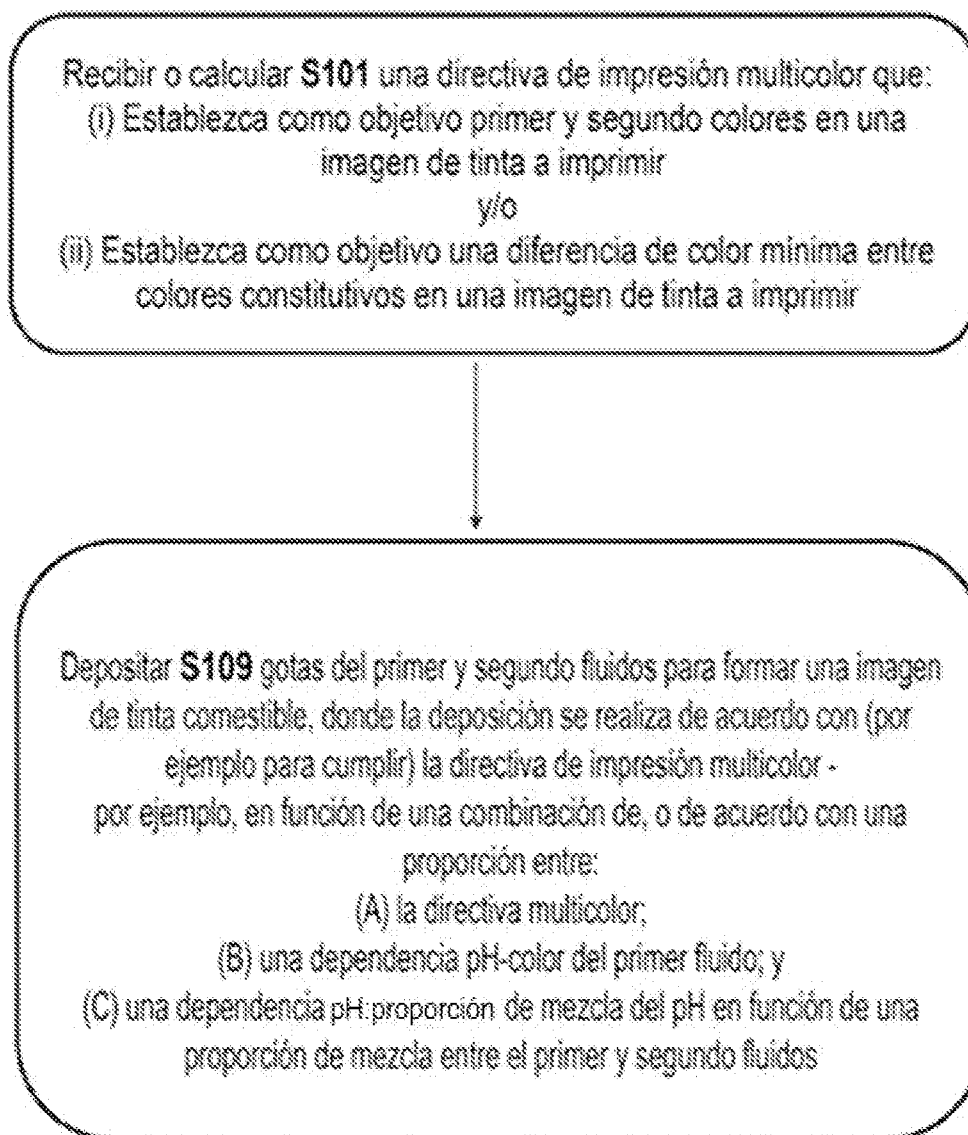 Recibir o calcular S101 una directiva de impresión multicolor que:
(i) Establezca como objetivo primer y segundo colores en una
imagen de tinta a imprimir
y/o
(ii) Establezca como objetivo una diferencia de color mínima entre
colores constitutivos en una imagen de tinta a imprimir
Depositar S109 gotas del primer y segundo fluidos para formar una imagen
de tinta comestible, donde la deposición se realiza de acuerdo con (por
ejemplo para cumplir) la directiva de impresión multicolor -
por ejemplo, en función de una combinación de, o de acuerdo con una
proporción entre:
(A) la directiva multicolor;
(B) una dependencia pH-color del primer fluido; y
(C) una dependencia pH:proporción de mezcla del pH en función de una
proporción de mezcla entre el primer y segundo fluidos